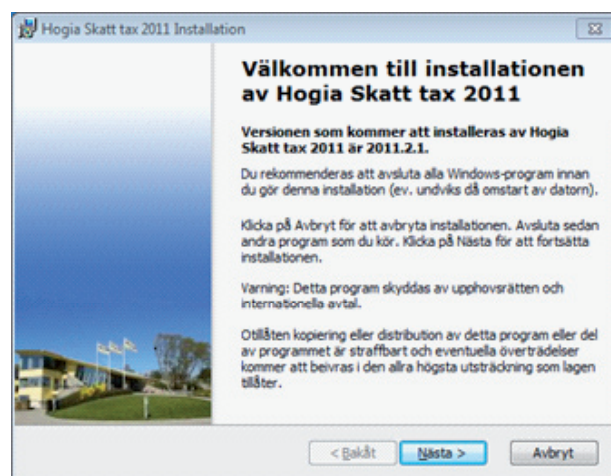 Hogia Skatt tax 2011 Installation
Välkommen till installationen
av Hogia Skatt tax 2011
Versionen som kommer att installeras av Hogia
Skatt tax 2011 är 2011.2.1.
Du rekommenderas att avsluta alla Windows-program innan
du gör denna installation (ev. undviks då omstart av datorn).
Klicka på Avbryt för att avbryta installationen. Avsluta sedan
andra program som du kör. Klicka på Nästa för att fortsätta
installationen.
Varning: Detta program skyddas av upphovsrätten och
internationella avtal.
Otillåten kopiering eller distribution av detta program eller del
av programmet är straffbart och eventuella överträdelser
kommer att beivras i den allra högsta utsträckning som lagen
tillåter.
< Bakåt Nästa > Avbryt